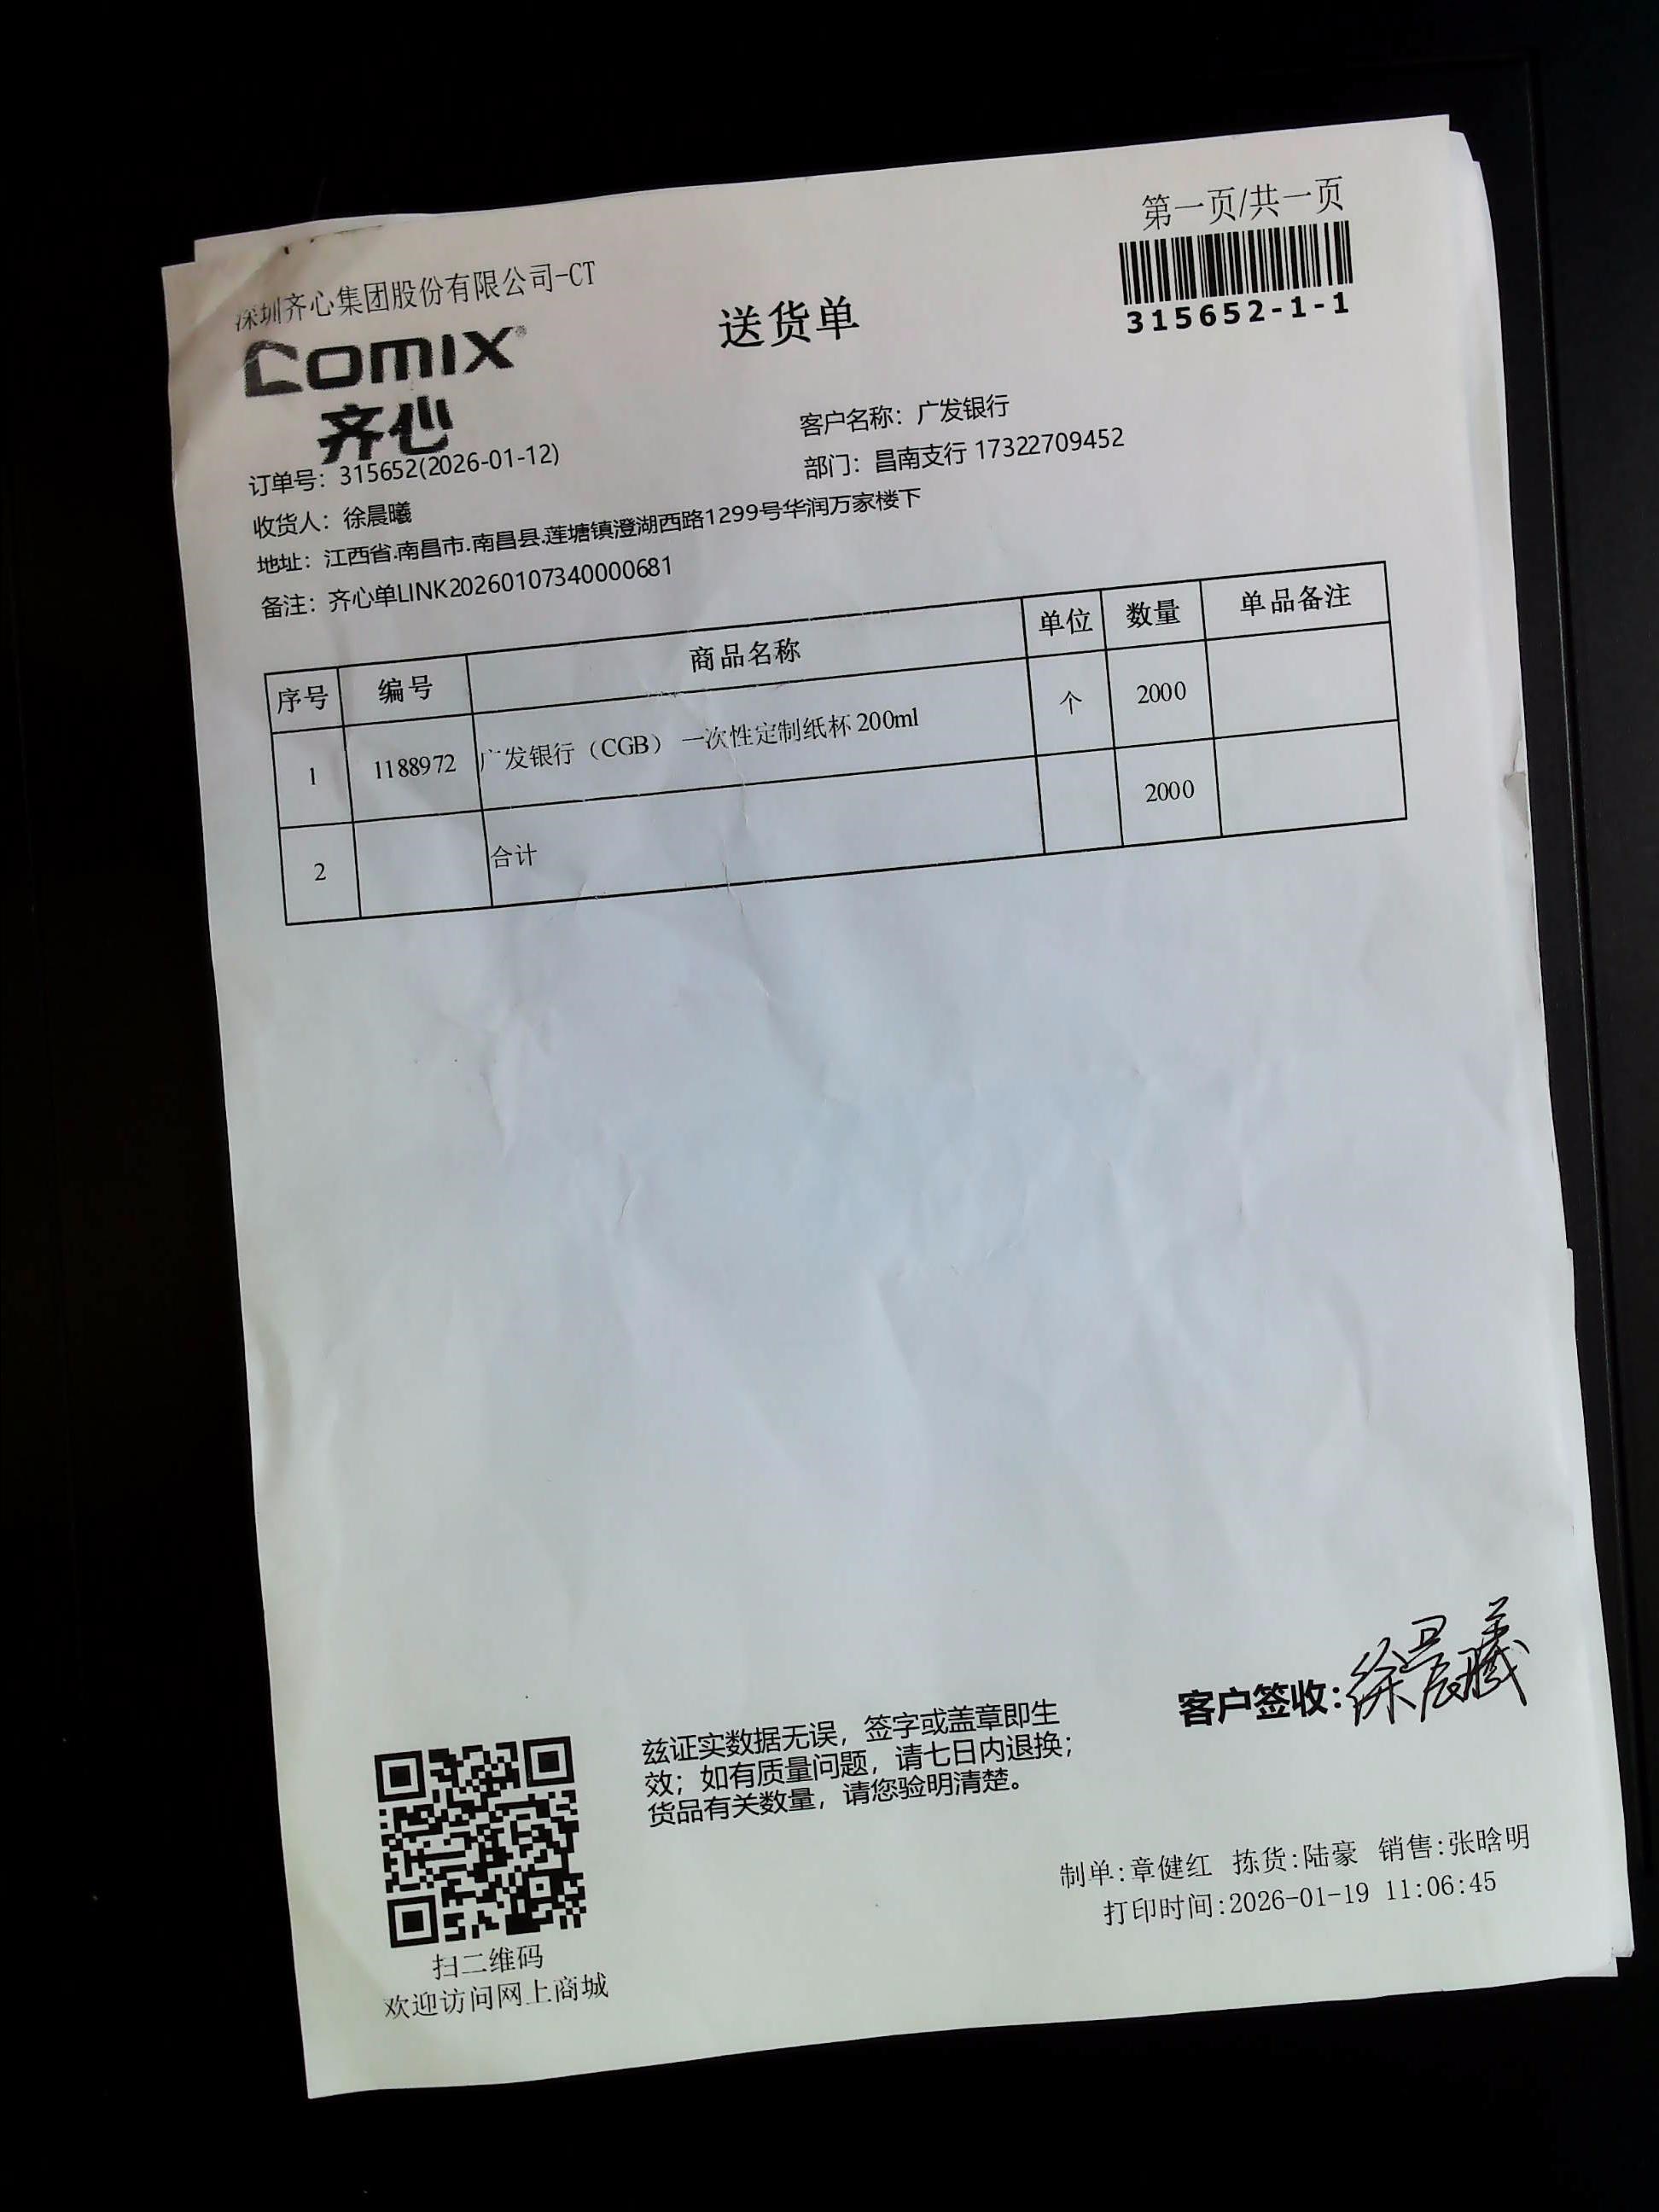 第一页/共一页
315652-1-1
深圳齐心集团股份有限公司-CT
comix
齐心
送货单
订单号：315652(2026-01-12)
客户名称：广发银行
收货人：徐晨曦
部门：昌南支行 17322709452
地址：江西省.南昌市.南昌县.莲塘镇澄湖西路1299号华润万家楼下
备注：齐心单LINK20260107340000681
序号 编号 商品名称 单位 数量 单品备注
1 1188972 广发银行（CGB） 一次性定制纸杯 200ml 个 2000
2 合计 2000
客户签收:徐晨曦
兹证实数据无误，签字或盖章即生
效；如有质量问题，请七日内退换；
货品有关数量，请您验明清楚。
制单:章健红 拣货:陆豪 销售:张晗明
打印时间:2026-01-19 11:06:45
扫二维码
欢迎访问网上商城